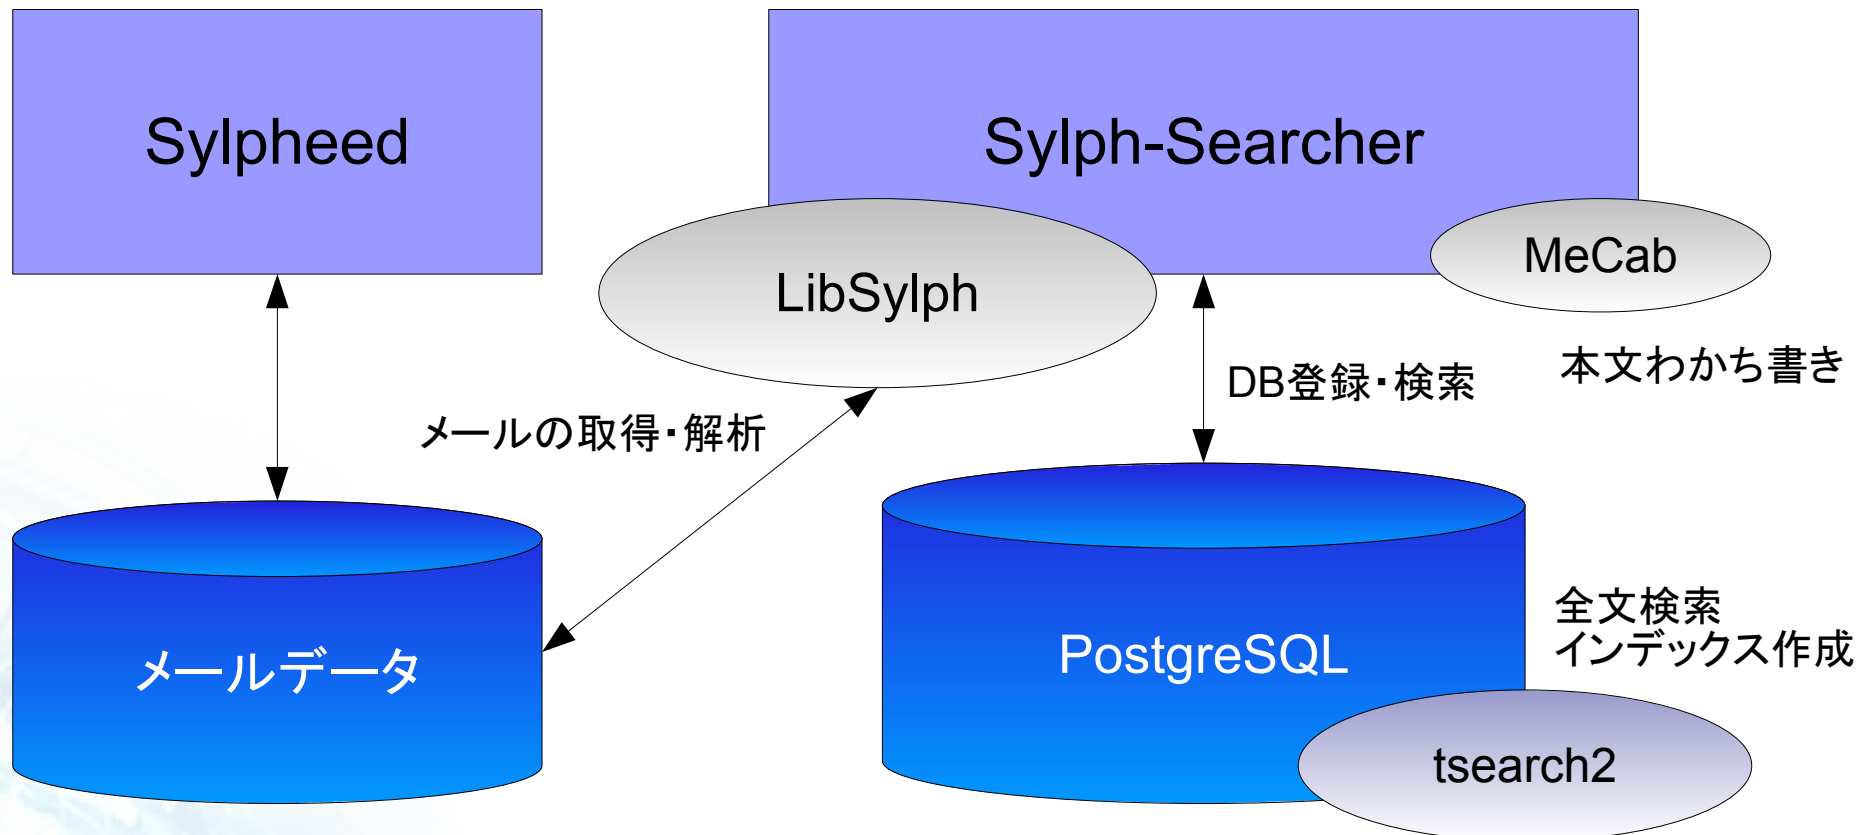 Sylpheed
Sylph-Searcher
LibSylph
MeCab
本文わかち書き
DB登録・検索
メールの取得・解析
メールデータ
PostgreSQL
全文検索
インデックス作成
tsearch2